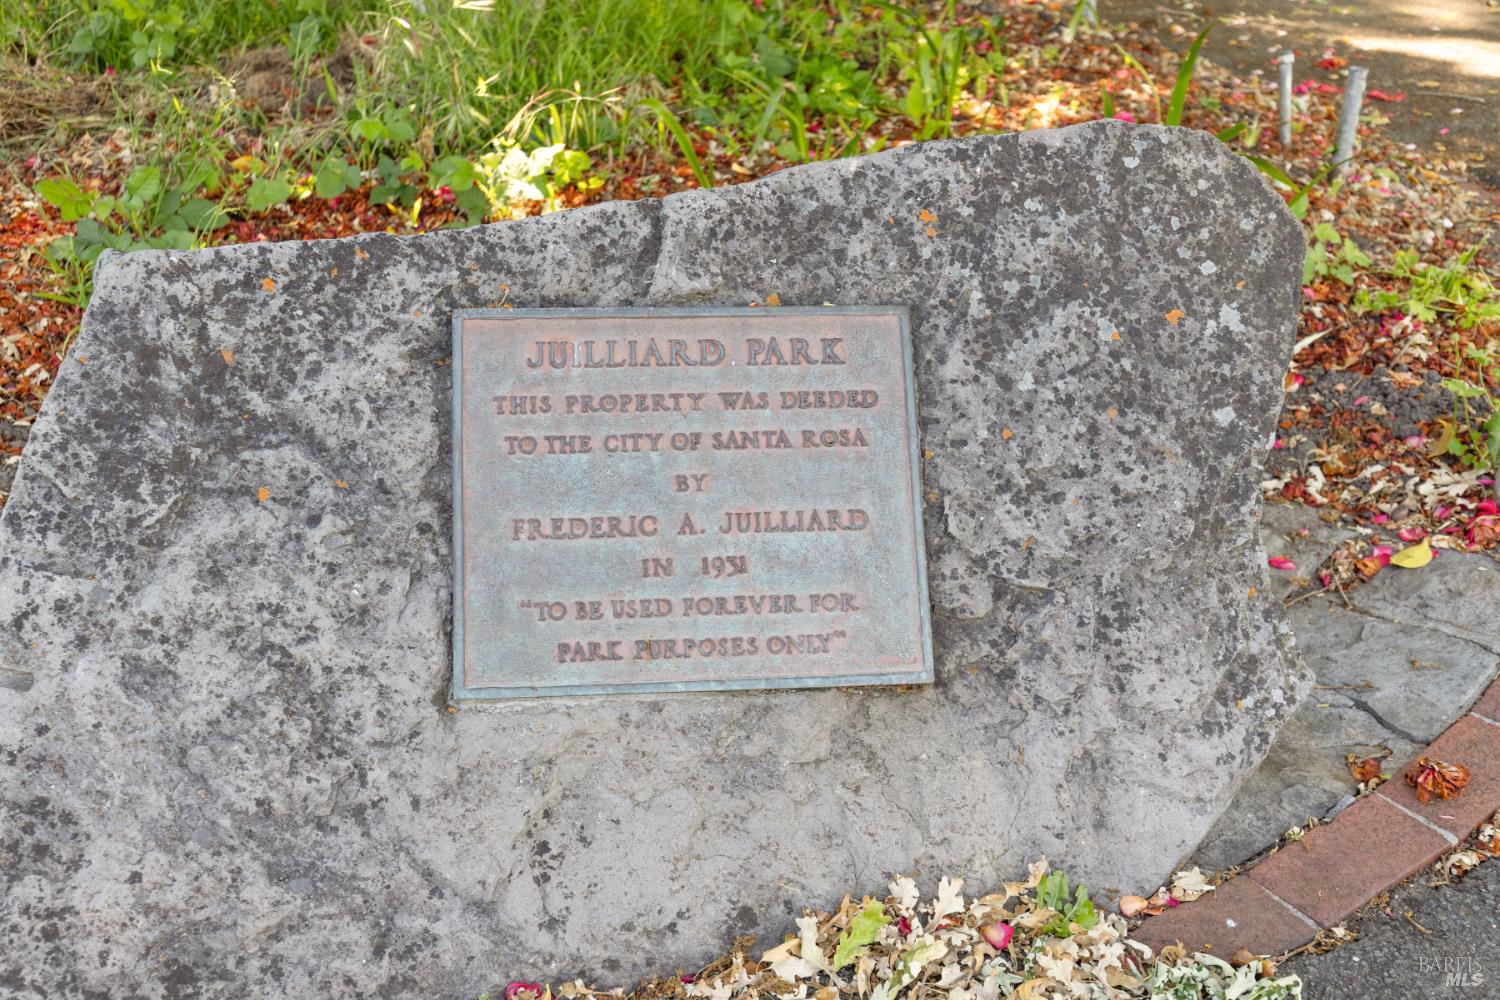 JUILLIARD PARK
THIS PROPERTY WAS DEEDED
TO THE CITY OF SANTA ROSA
BY
FREDERIC A. JUILLIARD
IN 1931
"TO BE USED FOREVER FOR
PARK PURPOSES ONLY"
BAREIS
MLS